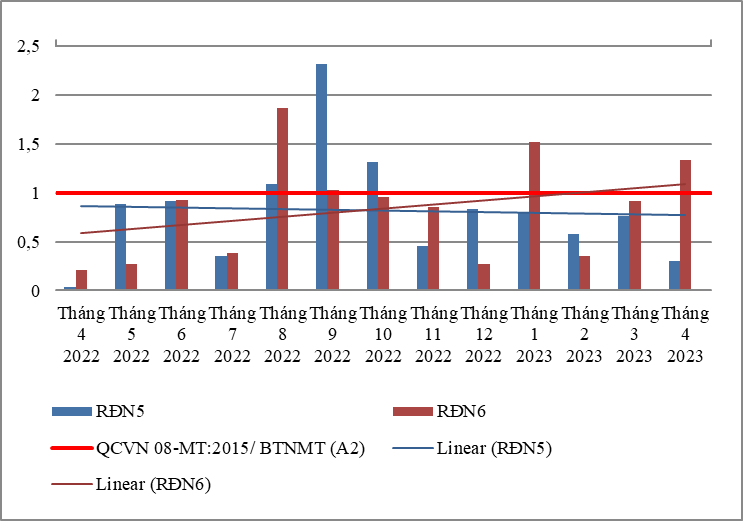 2,5
2
1,5
1
0,5
0
Tháng 4 2022
Tháng 5 2022
Tháng 6 2022
Tháng 7 2022
Tháng 8 2022
Tháng 9 2022
Tháng 10 2022
Tháng 11 2022
Tháng 12 2022
Tháng 1 2023
Tháng 2 2023
Tháng 3 2023
Tháng 4 2023
RĐN5
RĐN6
QCVN 08-MT:2015/ BTNMT (A2)
Linear (RĐN5)
Linear (RĐN6)